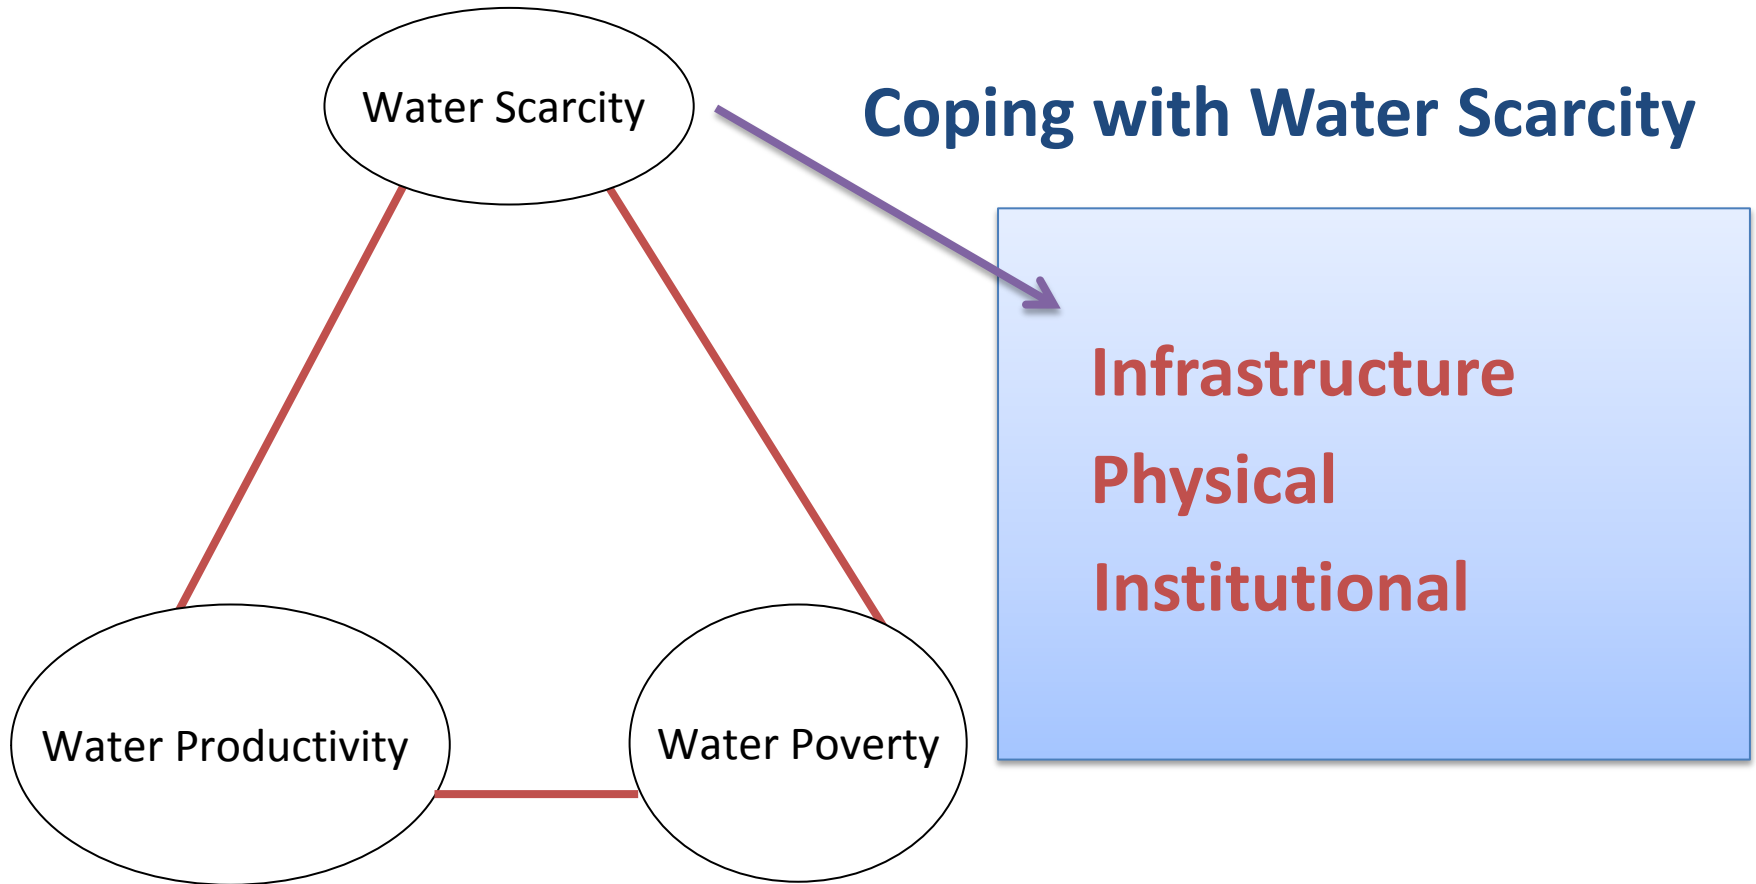 Water Scarcity
Coping with Water Scarcity
Infrastructure
Physical
Institutional
Water Productivity
Water Poverty